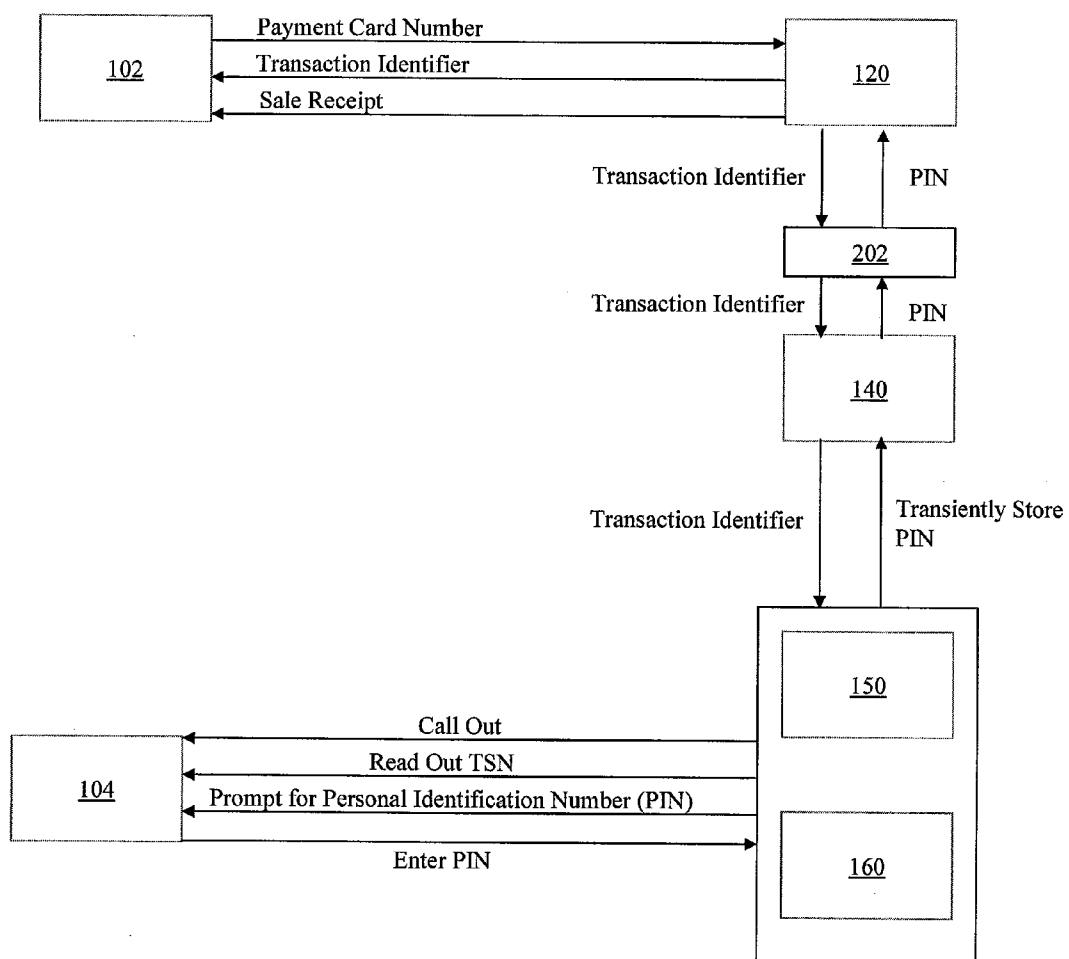 Payment Card Number
102
Transaction Identifier
120
Sale Receipt
Transaction Identifier
PIN
202
Transaction Identifier
PIN
140
Transaction Identifier
Transiently Store
PIN
150
Call Out
Read Out TSN
104
Prompt for Personal Identification Number (PIN)
Enter PIN
160